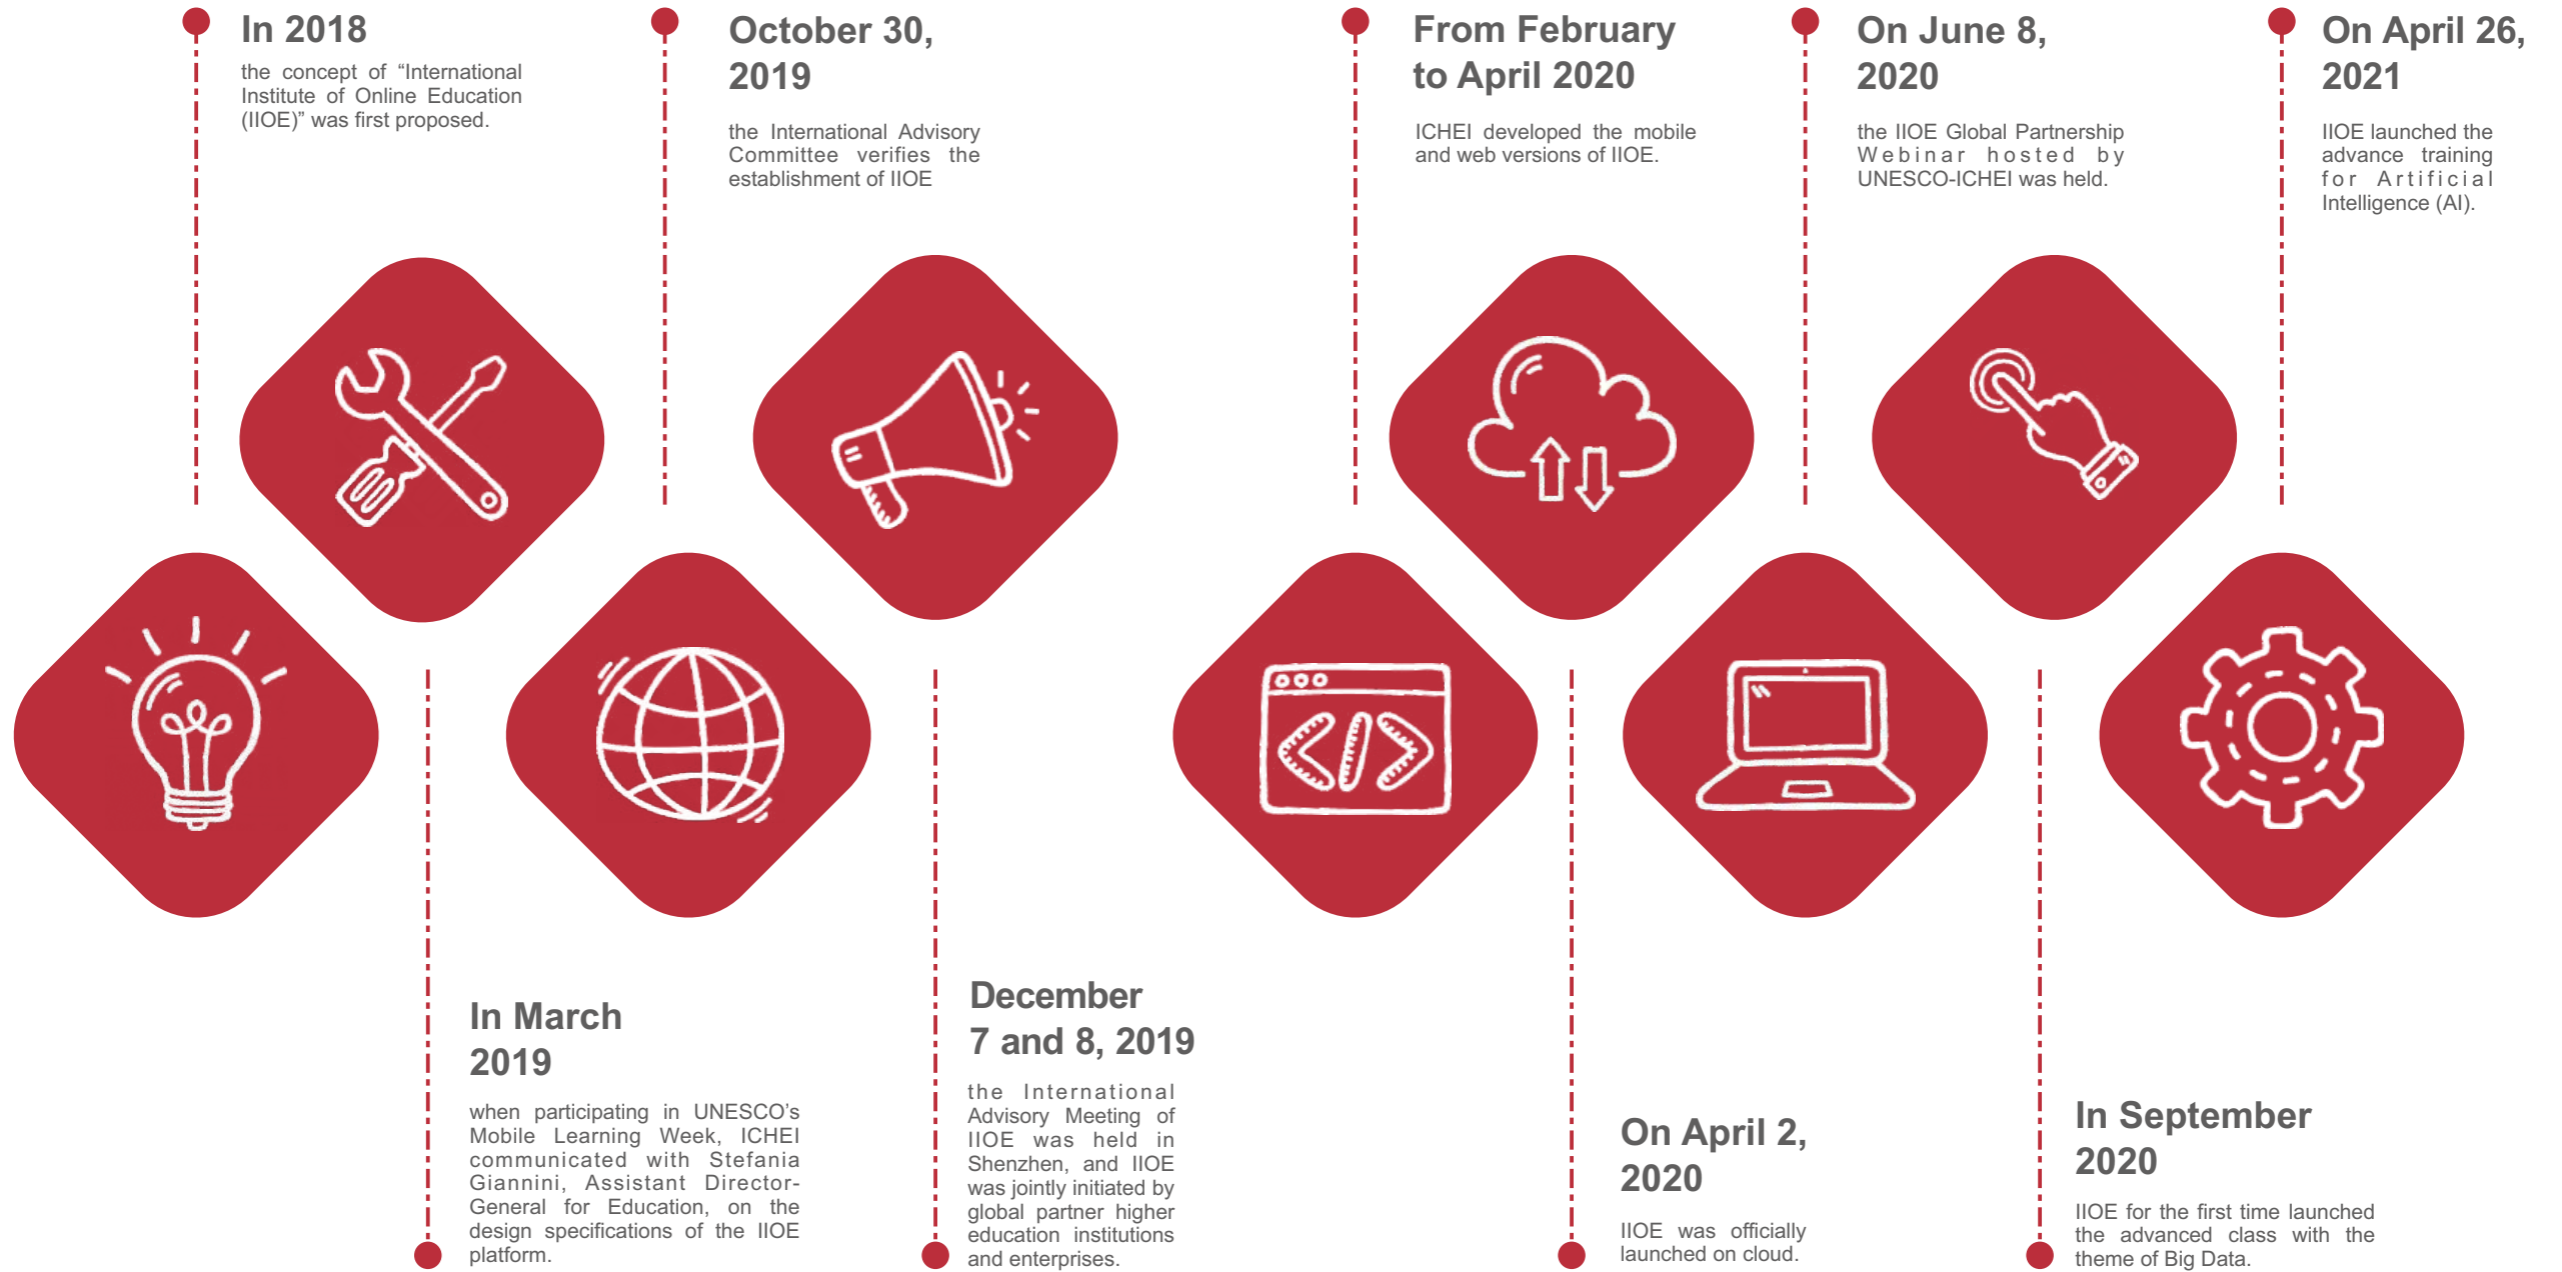 In 2018
the concept of “International
Institute of Online Education
(IIOE)” was first proposed.
In March
2019
when participating in UNESCO’s
Mobile Learning Week, ICHEI
communicated with Stefania
Giannini, Assistant Director-
General for Education, on the
design specifications of the IIOE
platform.
October 30,
2019
the International Advisory
Committee verifies the
establishment of IIOE
December
7 and 8, 2019
the International
Advisory Meeting of
IIOE was held in
Shenzhen, and IIOE
was jointly initiated by
global partner higher
education institutions
and enterprises.
From February
to April 2020
ICHEI developed the mobile
and web versions of IIOE.
On April 2,
2020
IIOE was officially
launched on cloud.
On June 8,
2020
the IIOE Global Partnership
Webinar hosted by
UNESCO-ICHEI was held.
In September
2020
IIOE for the first time launched
the advanced class with the
theme of Big Data.
On April 26,
2021
IIOE launched the
advance training
for Artificial
Intelligence (AI).